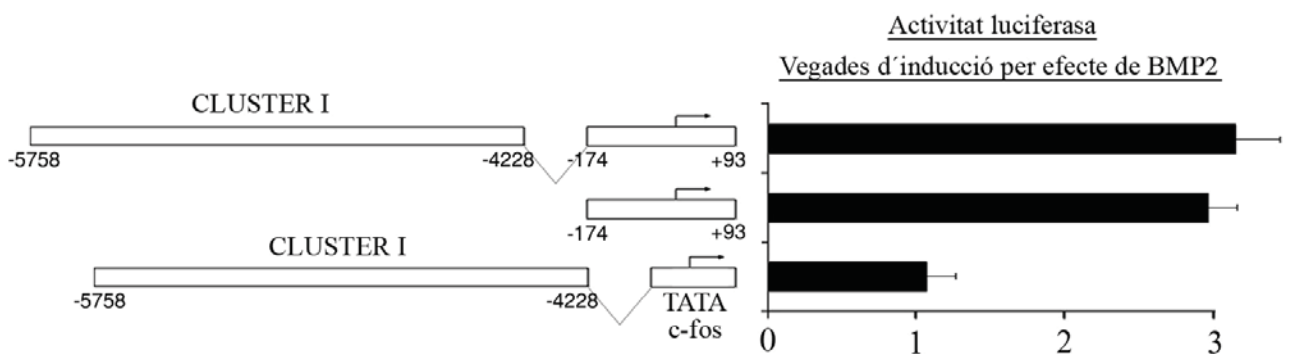 Activitat luciferasa
Vegades d´inducció per efecte de BMP2
CLUSTER I
-5758 -4228 -174 +93
-174 +93
CLUSTER I
-5758 -4228 TATA
c-fos
0 1 2 3